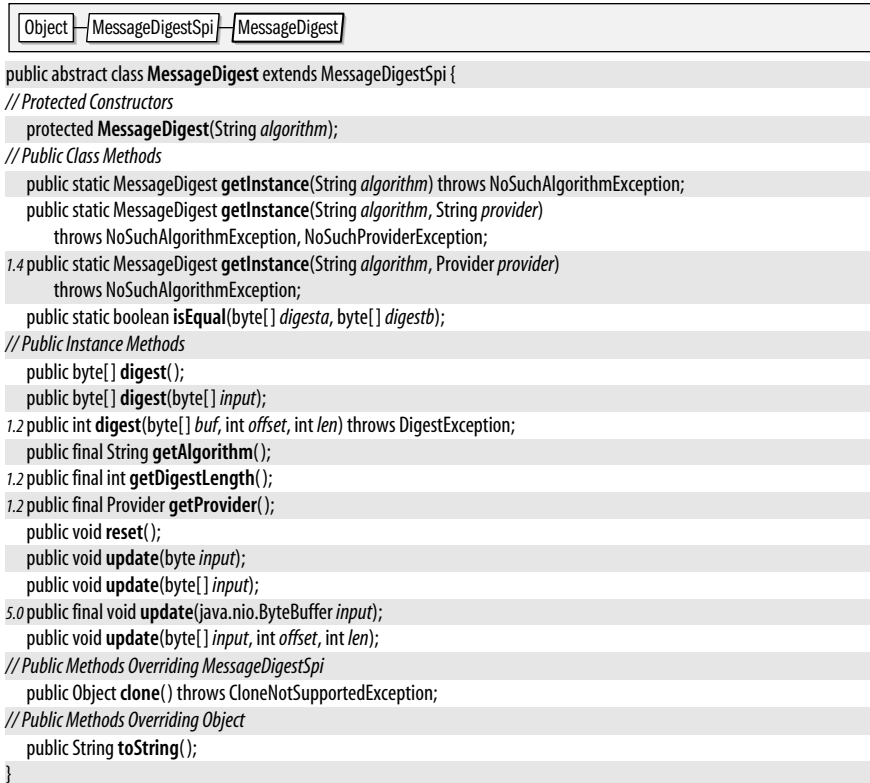 Object MessageDigestSpi MessageDigest
public abstract class MessageDigest extends MessageDigestSpi {
// Protected Constructors
protected MessageDigest(String algorithm);
// Public Class Methods
public static MessageDigest getInstance(String algorithm) throws NoSuchAlgorithmException;
public static MessageDigest getInstance(String algorithm, String provider)
throws NoSuchAlgorithmException, NoSuchProviderException;
1.4 public static MessageDigest getInstance(String algorithm, Provider provider)
throws NoSuchAlgorithmException;
public static boolean isEqual(byte[ ] digesta, byte[ ] digestb);
// Public Instance Methods
public byte[ ] digest( );
public byte[ ] digest(byte[ ] input);
1.2 public int digest(byte[ ] buf, int offset, int len) throws DigestException;
public final String getAlgorithm( );
1.2 public final int getDigestLength( );
1.2 public final Provider getProvider( );
public void reset( );
public void update(byte input);
public void update(byte[ ] input);
5.0 public final void update(java.nio.ByteBuffer input);
public void update(byte[ ] input, int offset, int len);
// Public Methods Overriding MessageDigestSpi
public Object clone( ) throws CloneNotSupportedException;
// Public Methods Overriding Object
public String toString( );
}